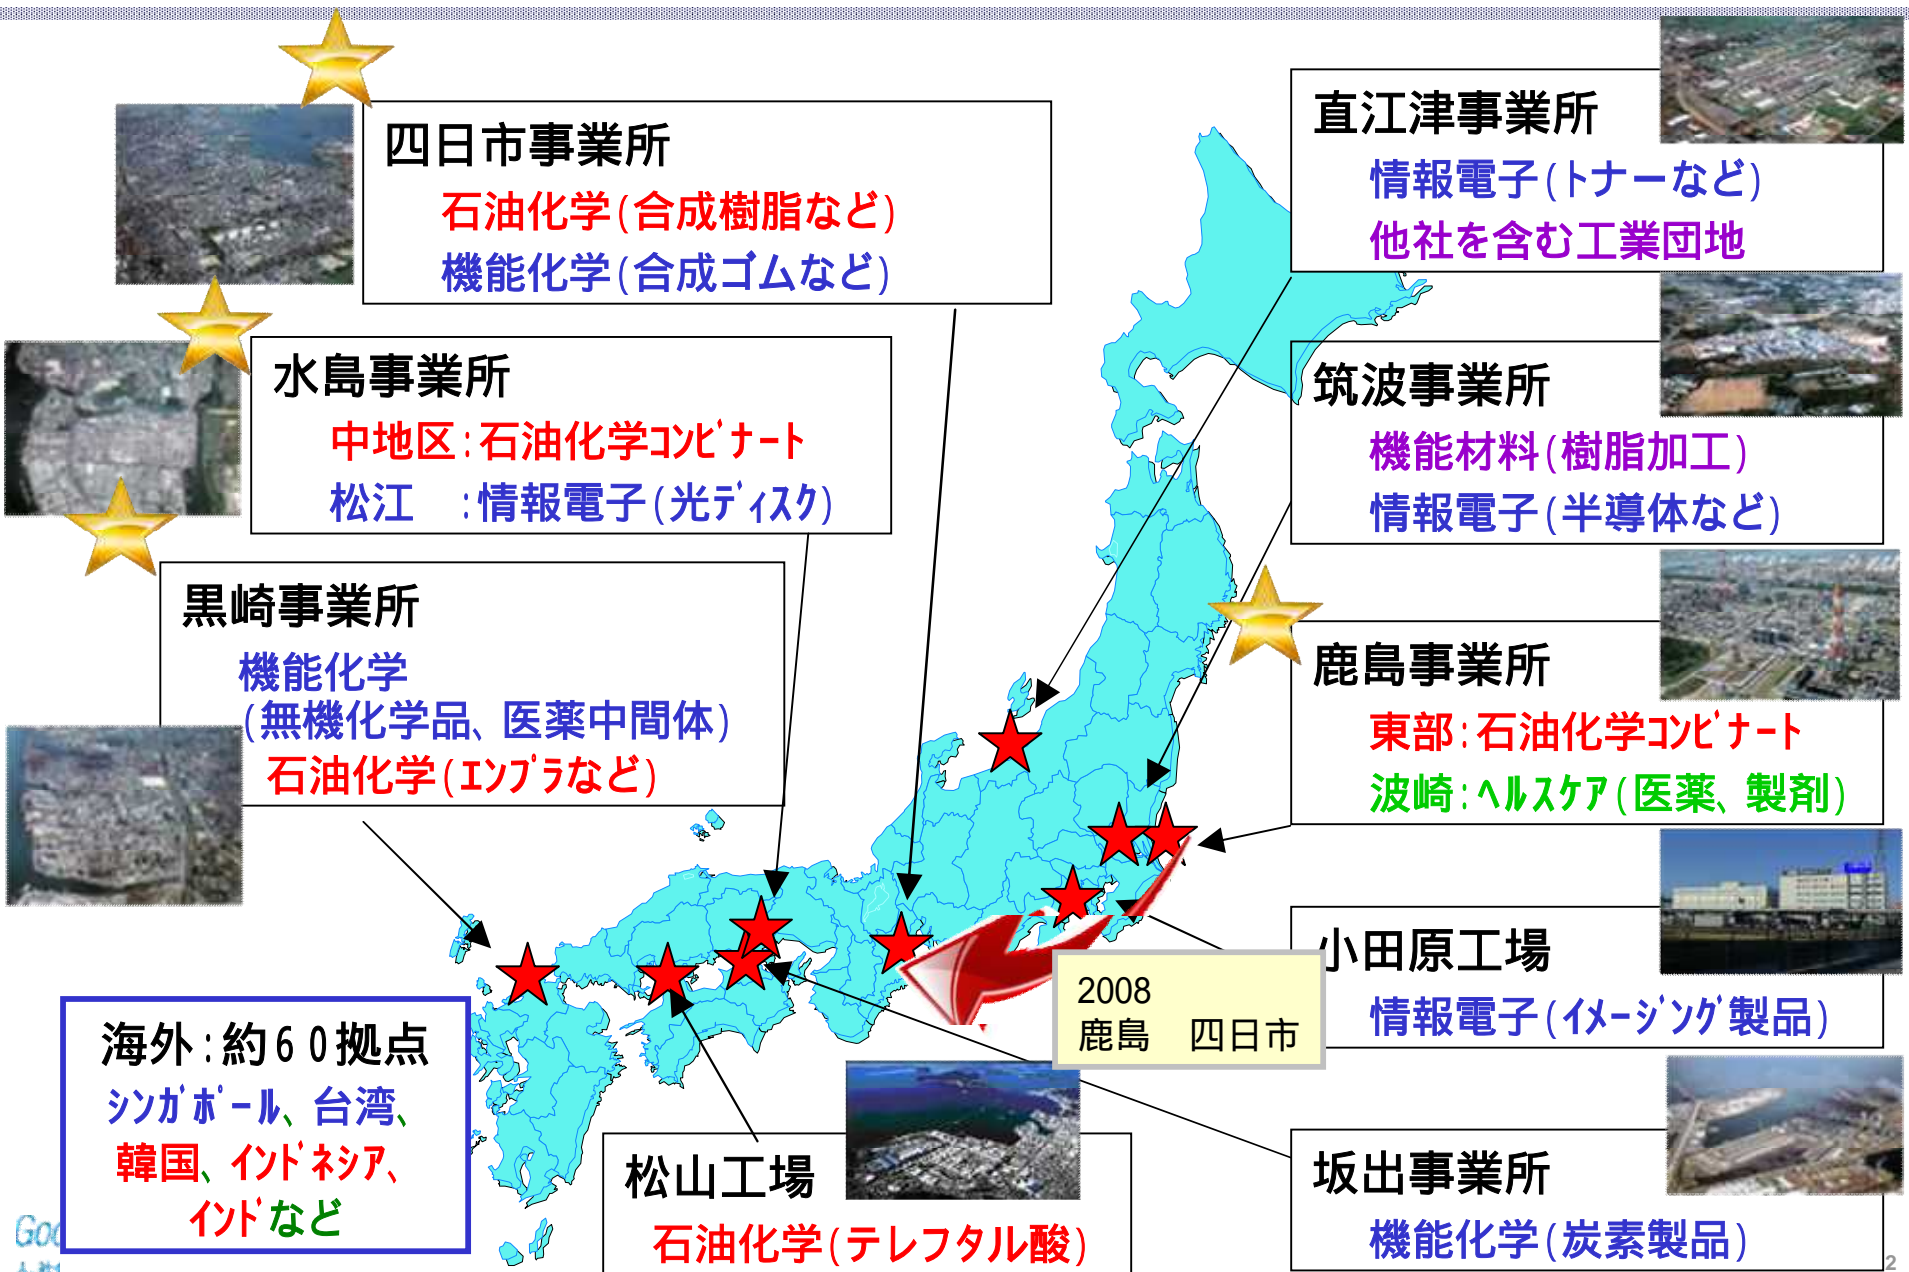 四日市事業所
石油化学(合成樹脂など)
機能化学(合成ゴムなど)
水島事業所
中地区:石油化学ｺﾝﾋﾞﾅｰﾄ
松江　:情報電子(光ﾃﾞｨｽｸ)
黒崎事業所
機能化学
(無機化学品、医薬中間体)
石油化学(ｴﾝﾌﾟﾗなど)
海外:約６０拠点
ｼﾝｶﾞﾎﾟｰﾙ、台湾、
韓国、ｲﾝﾄﾞﾈｼｱ、
ｲﾝﾄﾞなど
松山工場
石油化学(テレフタル酸)
直江津事業所
情報電子(トナーなど)
他社を含む工業団地
筑波事業所
機能材料(樹脂加工)
情報電子(半導体など)
鹿島事業所
東部:石油化学ｺﾝﾋﾞﾅｰﾄ
波崎:ﾍﾙｽｹｱ(医薬、製剤)
小田原工場
情報電子(ｲﾒｰｼﾞﾝｸﾞ製品)
2008
鹿島　四日市
坂出事業所
機能化学(炭素製品)
2